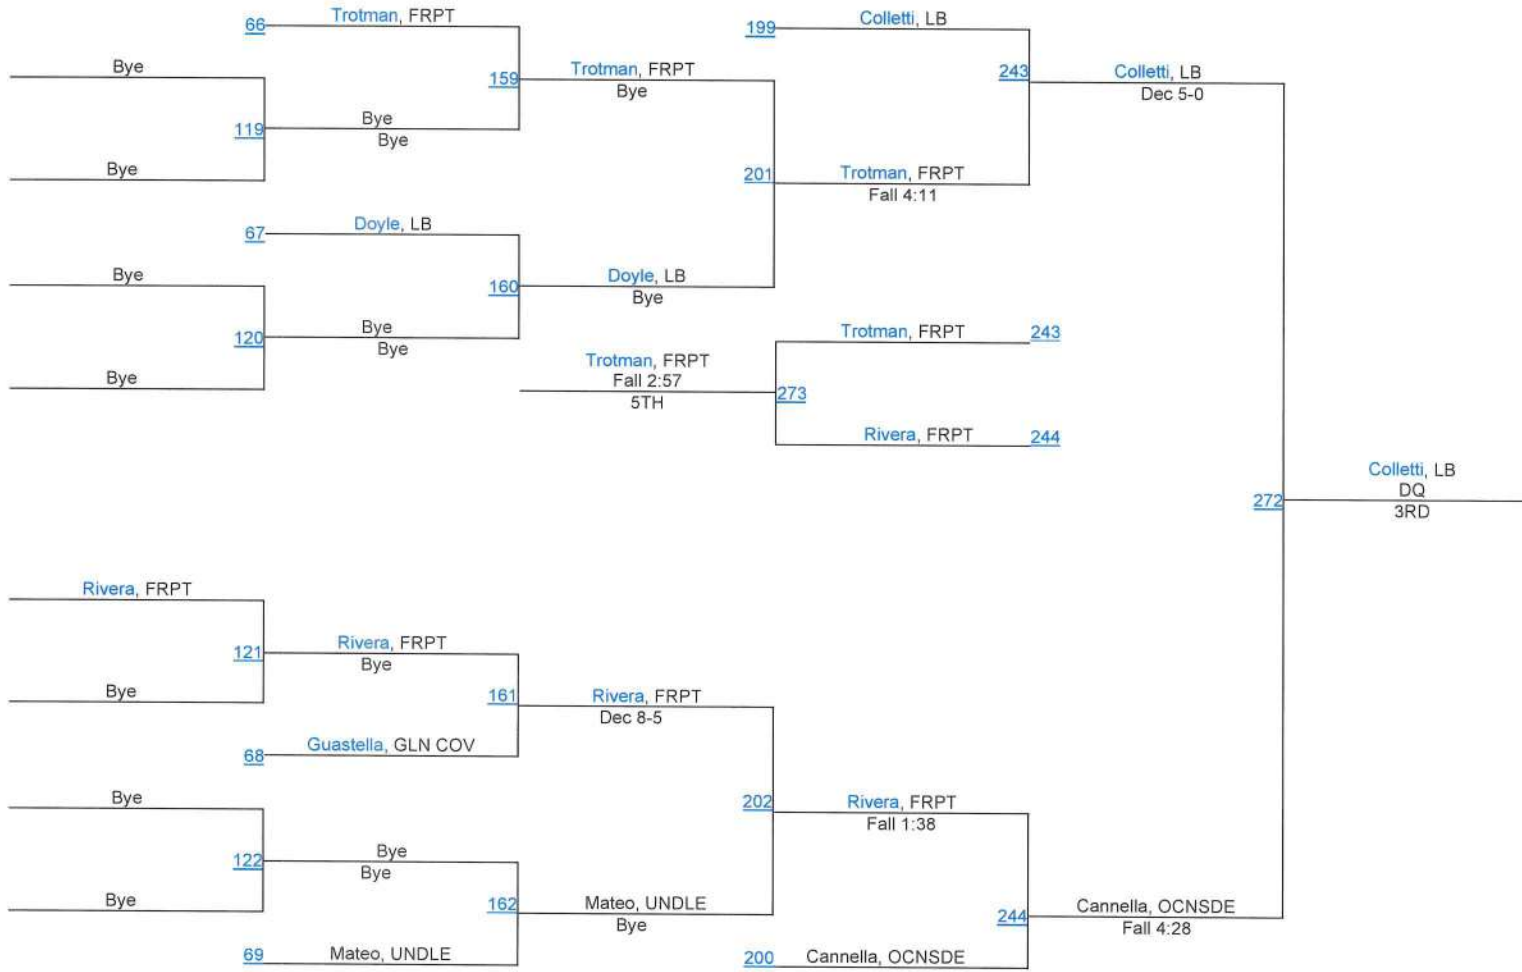 Trotman, FRPT
66
Colletti, LB
199
Bye
159
Trotman, FRPT
Bye
243
Colletti, LB
Dec 5-0
119
Bye
Bye
Bye
201
Trotman, FRPT
Fall 4:11
Doyle, LB
67
Bye
160
Doyle, LB
Bye
120
Bye
Bye
Bye
Trotman, FRPT
243
Trotman, FRPT
Fall 2:57
5TH
273
Rivera, FRPT
244
Colletti, LB
DQ
3RD
272
Rivera, FRPT
121
Rivera, FRPT
Bye
Bye
161
Rivera, FRPT
Dec 8-5
68
Guastella, GLN COV
Bye
202
Rivera, FRPT
Fall 1:38
122
Bye
Bye
Bye
162
Mateo, UNDLE
Bye
244
Cannella, OCNSDE
Fall 4:28
69
Mateo, UNDLE
200
Cannella, OCNSDE